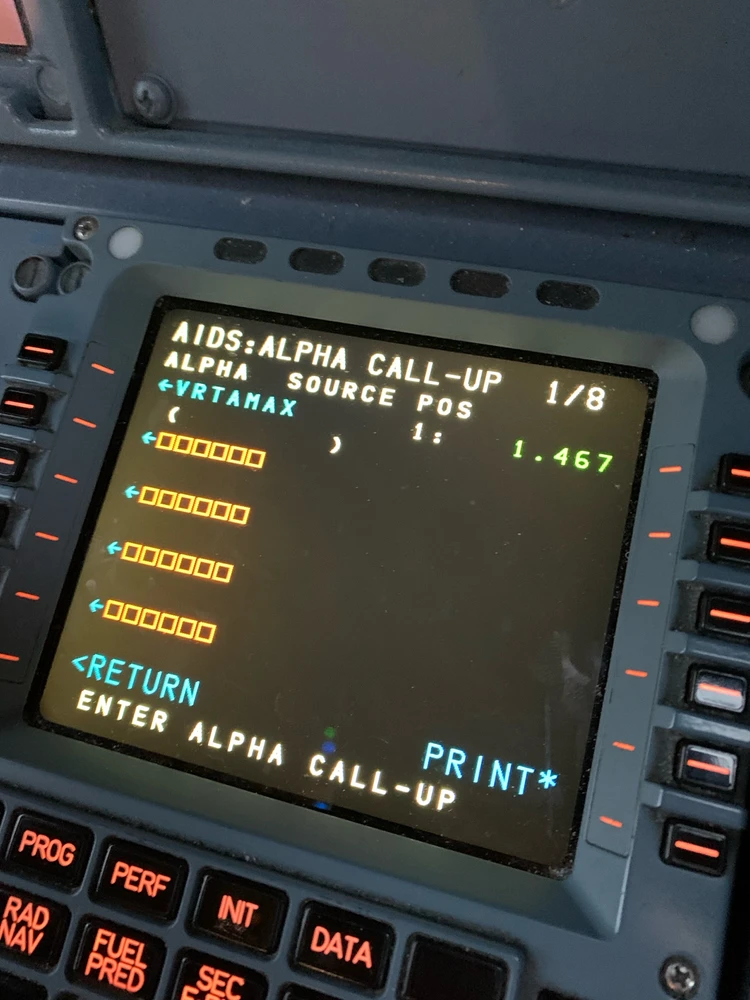 AIDS:ALPHA CALL-UP 1/8
ALPHA SOURCE POS
←VRTAMAX
( ) 1: 1.467
←□□□□□□
←□□□□□□
←□□□□□□
←□□□□□□
<RETURN
PRINT*
ENTER ALPHA CALL-UP
PROG PERF INIT DATA
RAD NAV
FUEL PRED
SEC